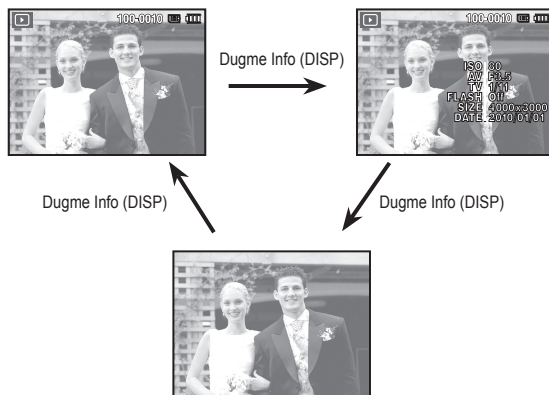 100-0010
100-0010
Dugme Info (DISP)
ISO 80
AV F3.5
TV 1/11
FLASH Off
SIZE 4000x3000
DATE 2010/01/01
Dugme Info (DISP)
Dugme Info (DISP)